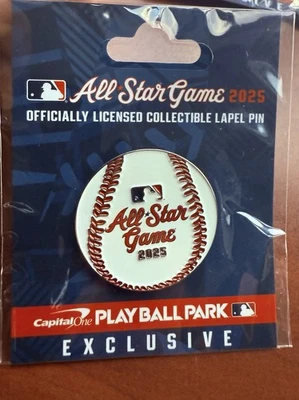 All-Star Game 2025
OFFICIALLY LICENSED COLLECTIBLE LAPEL PIN
All-Star
Game
2025
Capital One PLAY BALL PARK
EXCLUSIVE